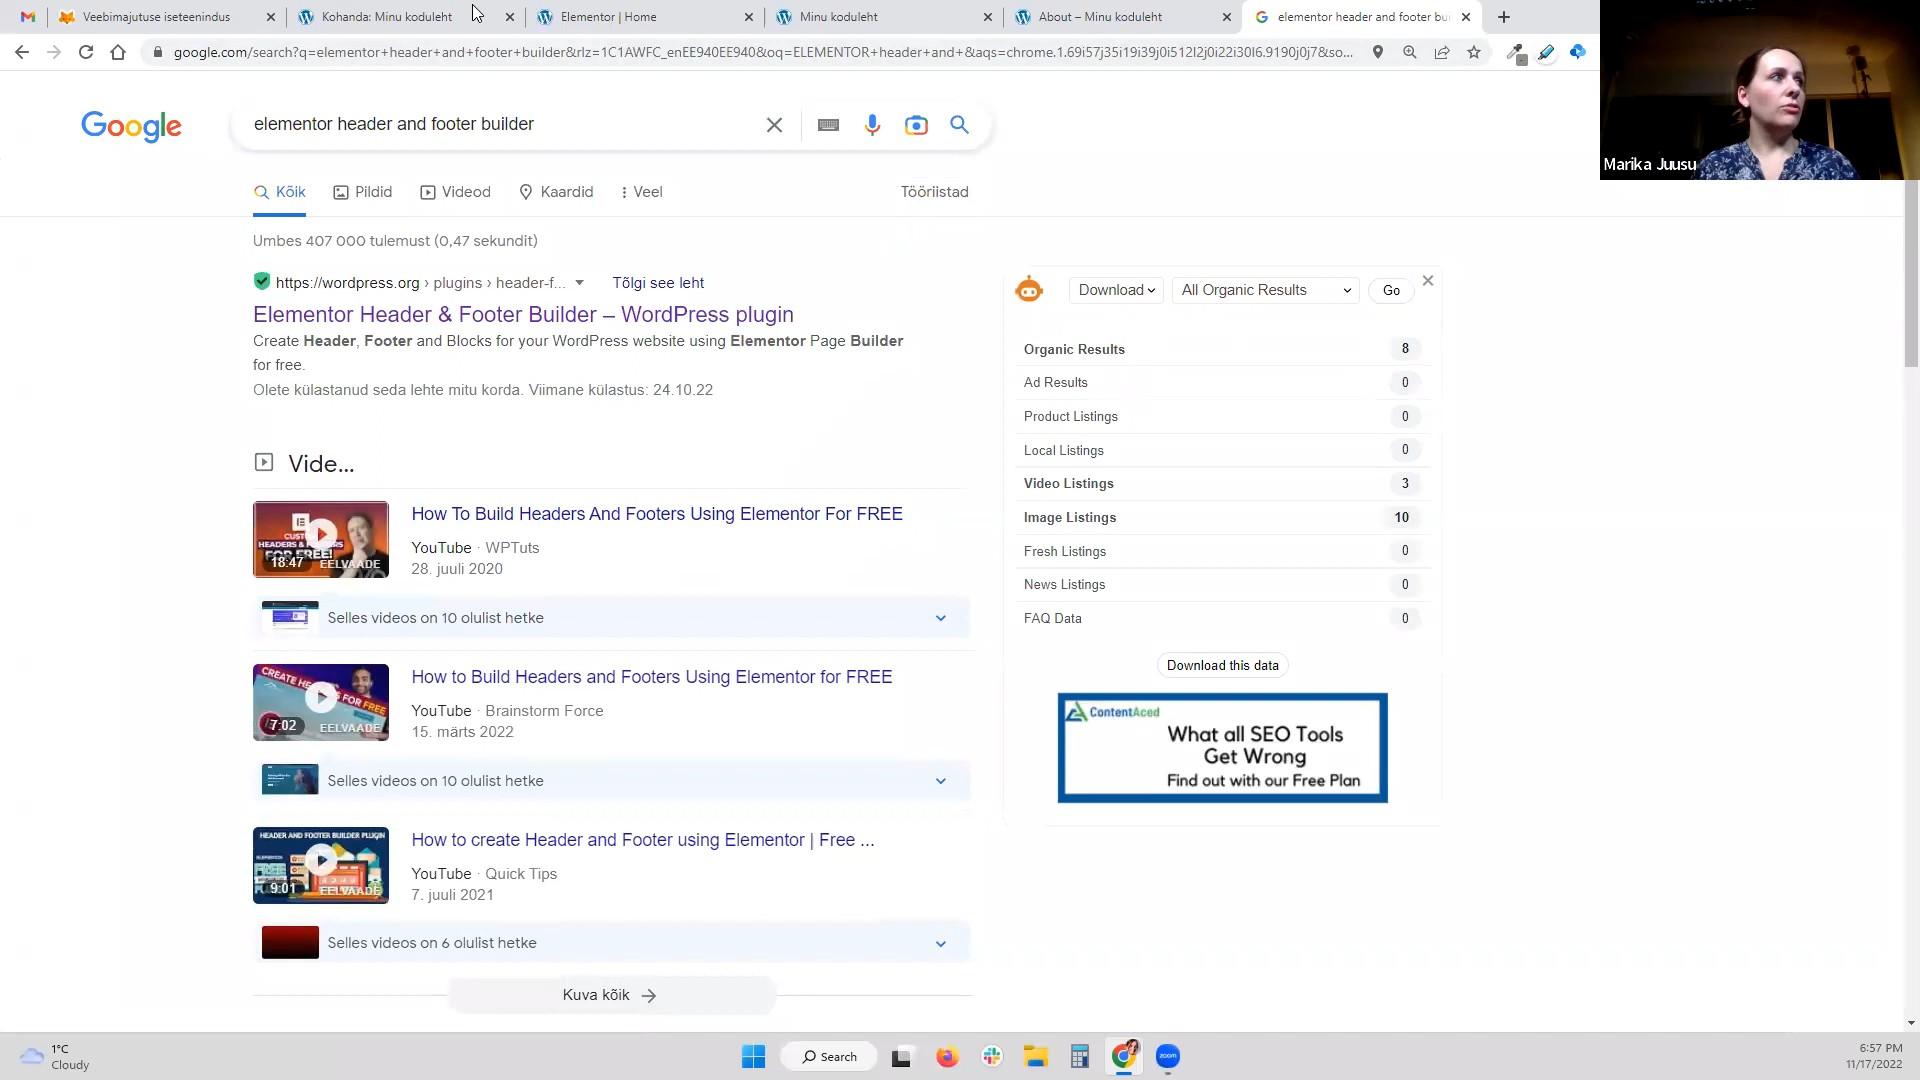 Veebimajutuse iseteenindus
Kohanda: Minu koduleht
Elementor | Home
Minu koduleht
About – Minu koduleht
elementor header and footer bui
google.com/search?q=elementor+header+and+footer+builder&rlz=1C1AWFC_enEE940EE940&oq=ELEMENTOR+header+and+&aqs=chrome.1.69i57j35i19i39j0i512l2j0i22i30l6.9190j0j7&so...
Marika Juusu
Google
elementor header and footer builder
Kõik
Pildid
Videod
Kaardid
Veel
Tööriistad
Umbes 407 000 tulemust (0,47 sekundit)
https://wordpress.org › plugins › header-f...
Tõlgi see leht
Elementor Header & Footer Builder – WordPress plugin
Create Header, Footer and Blocks for your WordPress website using Elementor Page Builder
for free.
Olete külastanud seda lehte mitu korda. Viimane külastus: 24.10.22
Vide...
How To Build Headers And Footers Using Elementor For FREE
YouTube · WPTuts
28. juuli 2020
18:47
EELVAADE
Selles videos on 10 olulist hetke
How to Build Headers and Footers Using Elementor for FREE
YouTube · Brainstorm Force
15. märts 2022
7:02
EELVAADE
Selles videos on 10 olulist hetke
HEADER AND FOOTER BUILDER PLUGIN
How to create Header and Footer using Elementor | Free ...
YouTube · Quick Tips
7. juuli 2021
9:01
EELVAADE
Selles videos on 6 olulist hetke
Kuva kõik
Download
All Organic Results
Go
Organic Results 8
Ad Results 0
Product Listings 0
Local Listings 0
Video Listings 3
Image Listings 10
Fresh Listings 0
News Listings 0
FAQ Data 0
Download this data
ContentAced
What all SEO Tools
Get Wrong
Find out with our Free Plan
1°C
Cloudy
Search
zoom
6:57 PM
11/17/2022